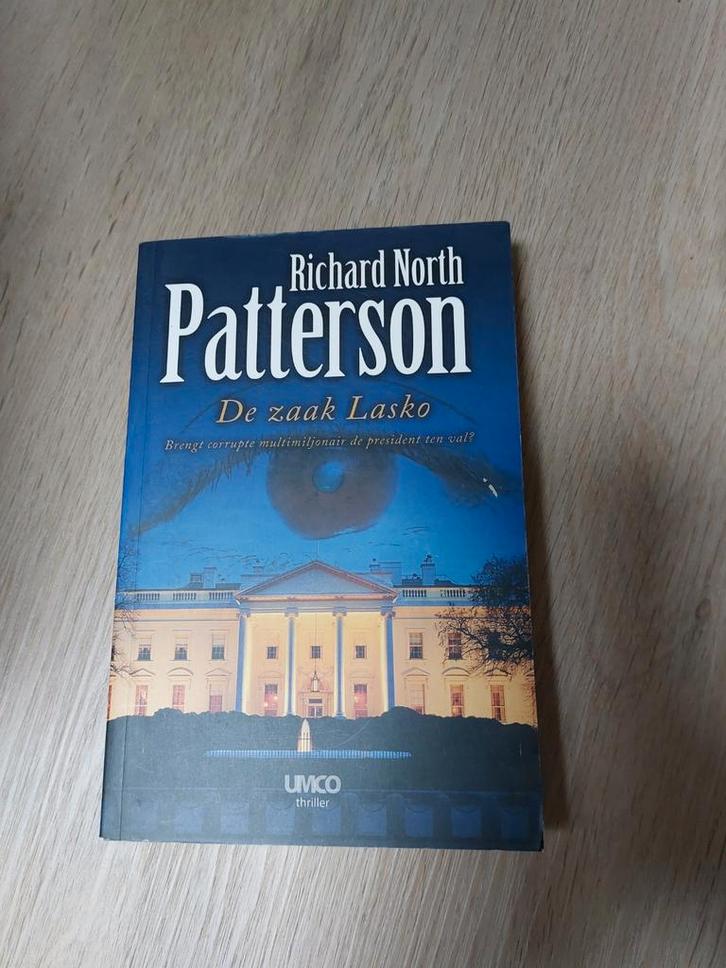 Richard North
Patterson
De zaak Lasko
Brengt corrupte multimiljonair de president ten val?
UMCO
thriller